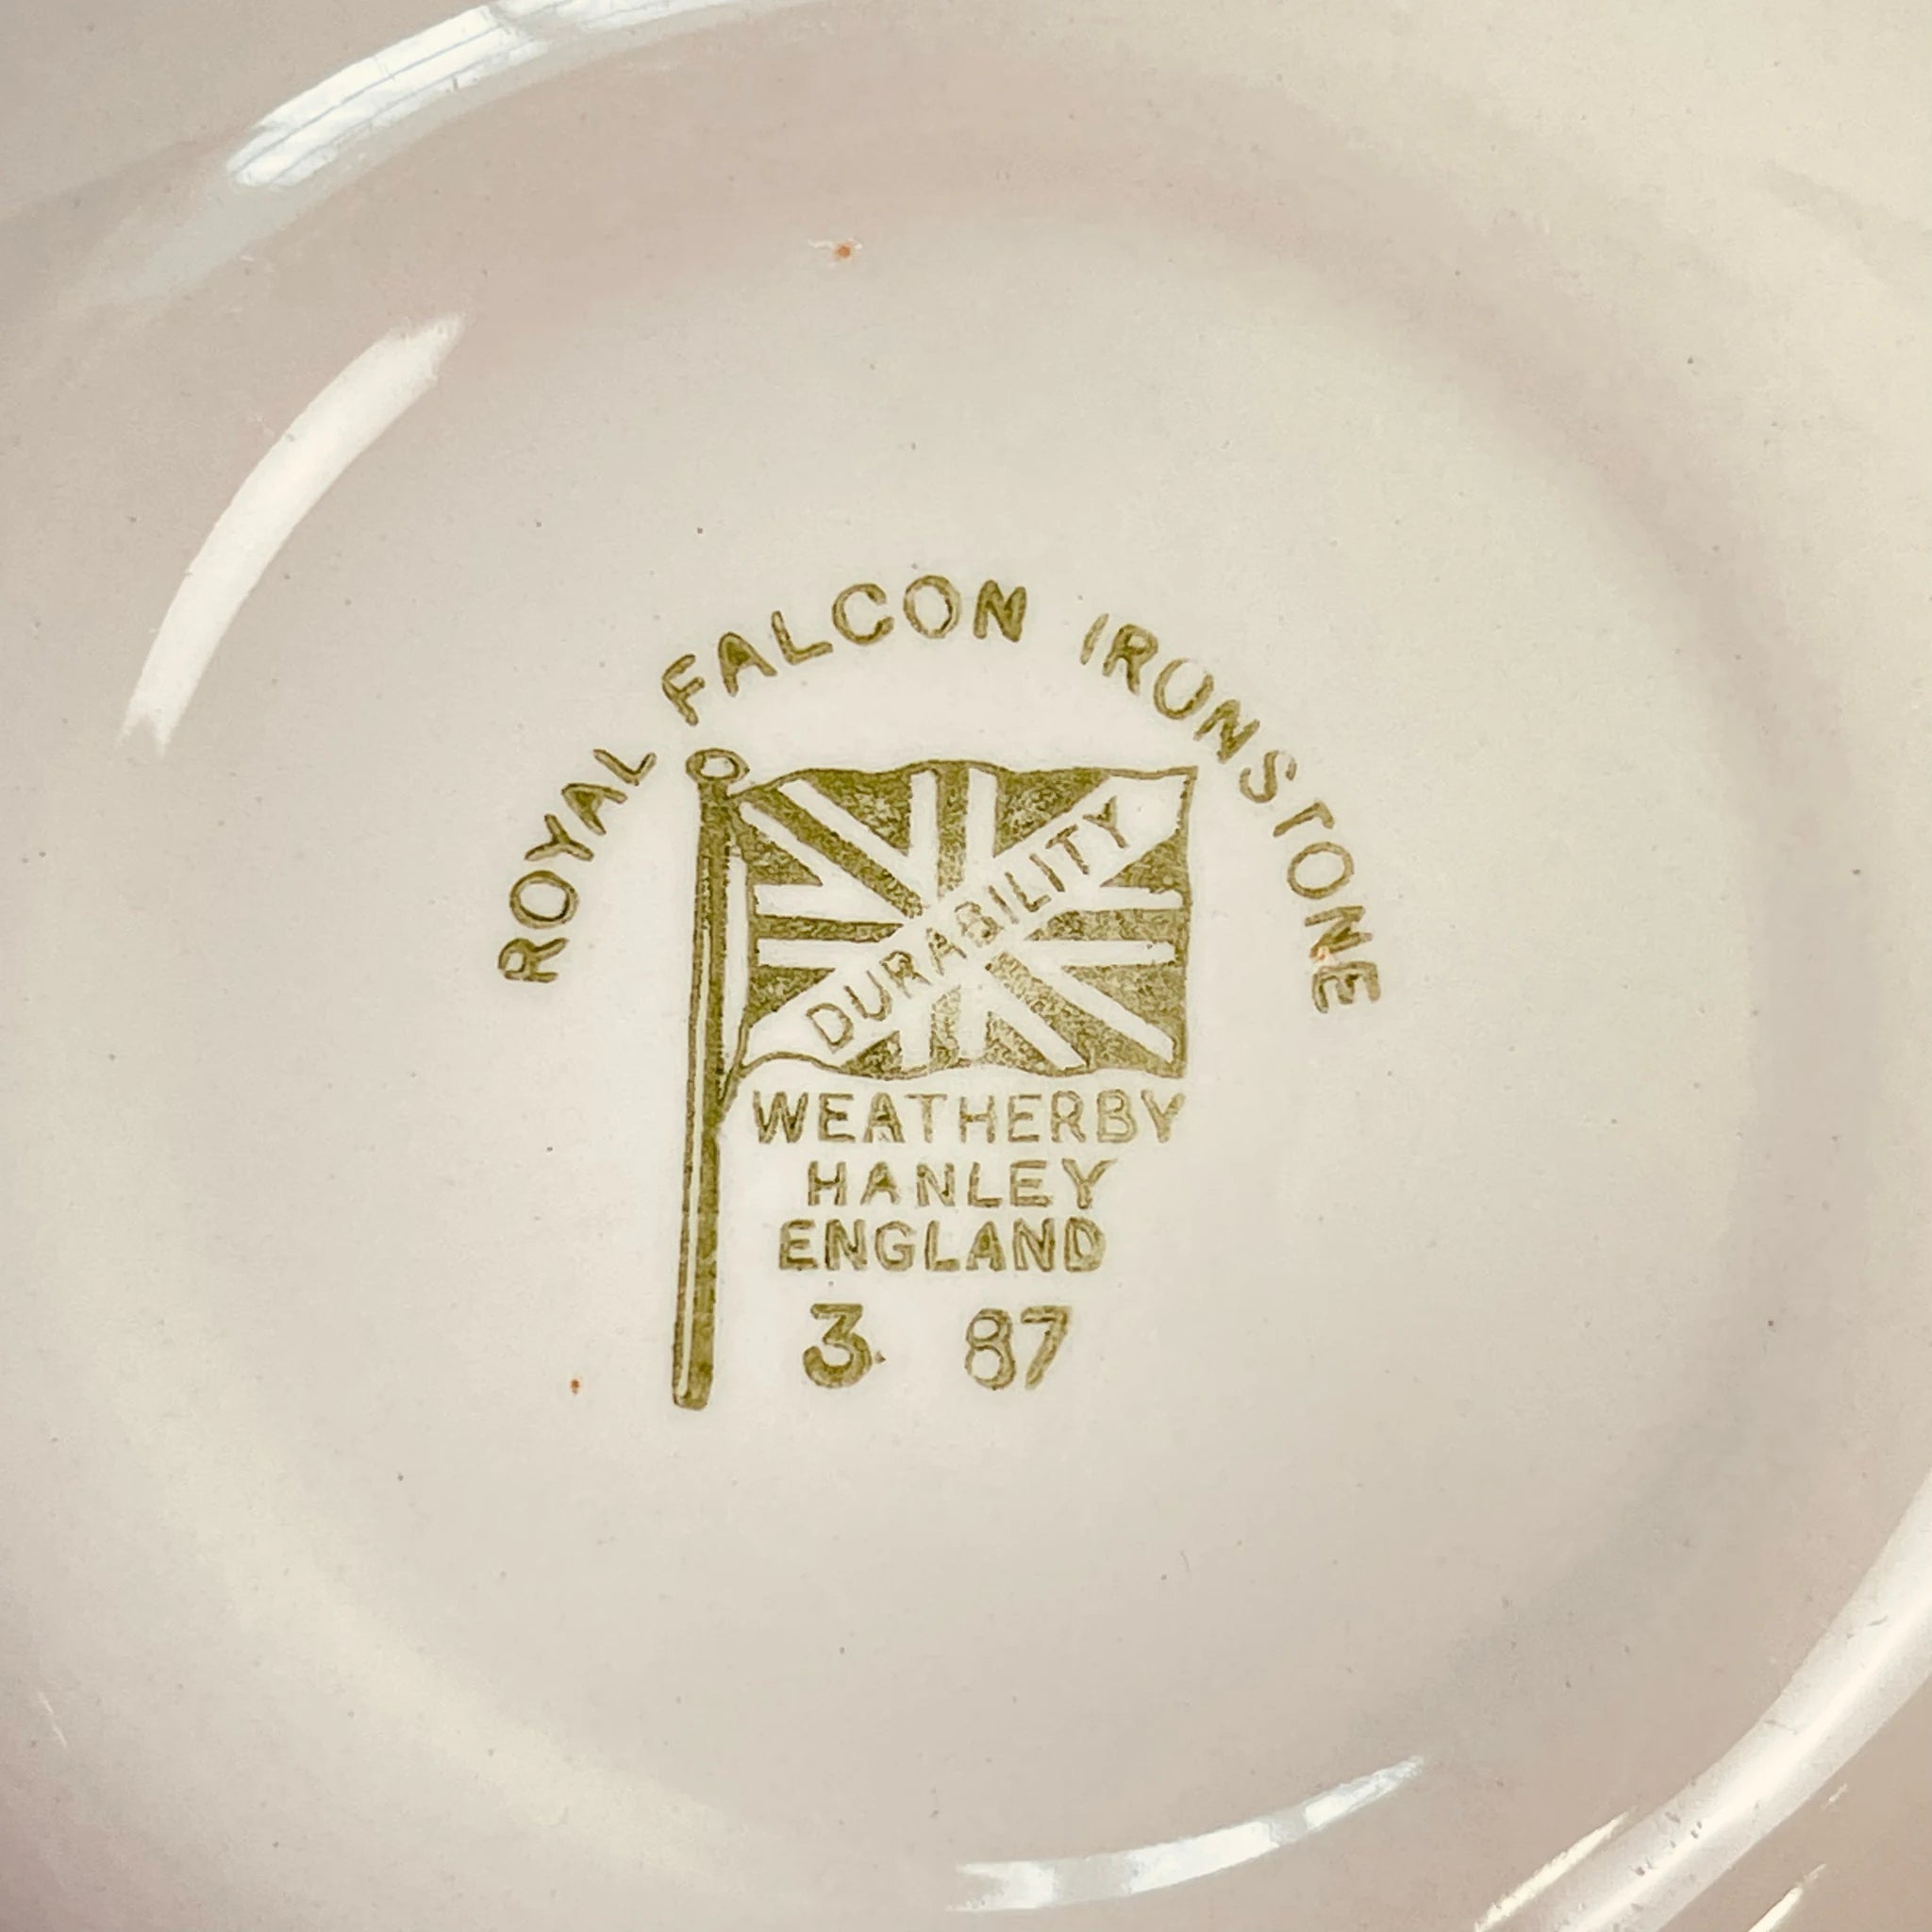 ROYAL FALCON IRONSTONE
DURABILITY
WEATHERBY
HANLEY
ENGLAND
3 87